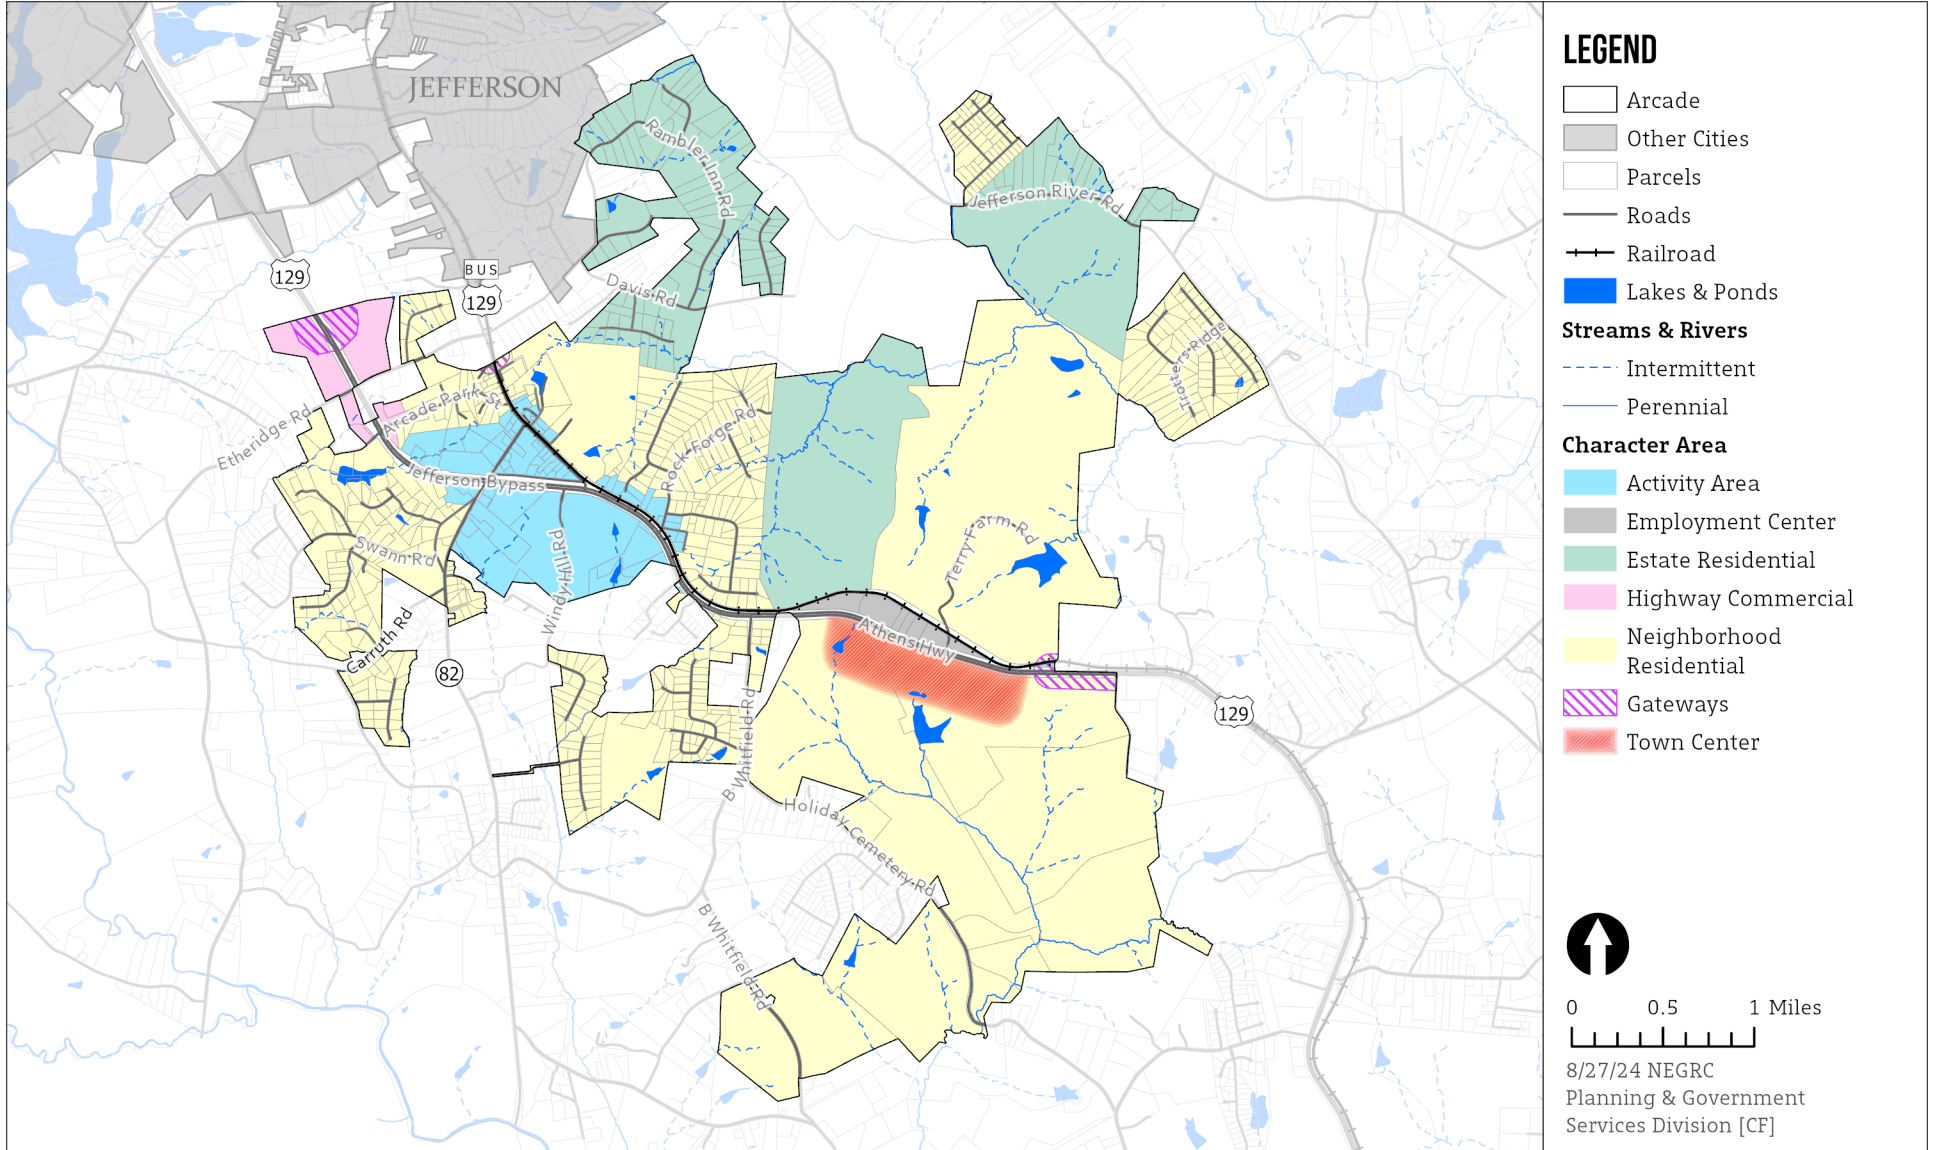 JEFFERSON
Rambler Inn Rd
Jefferson River Rd
129
BUS
129
Davis Rd
Trotters Ridge
Arcade Park St
Etheridge Rd
Rock Forge Rd
Jefferson Bypass
Swann Rd
Windy Hill Rd
Terry Farm Rd
Carruth Rd
Athens Hwy
82
129
B Whitfield Rd
Holiday Cemetery Rd
B Whitfield Rd
LEGEND
Arcade
Other Cities
Parcels
Roads
Railroad
Lakes & Ponds
Streams & Rivers
Intermittent
Perennial
Character Area
Activity Area
Employment Center
Estate Residential
Highway Commercial
Neighborhood
Residential
Gateways
Town Center
0 0.5 1 Miles
8/27/24 NEGRC
Planning & Government
Services Division [CF]